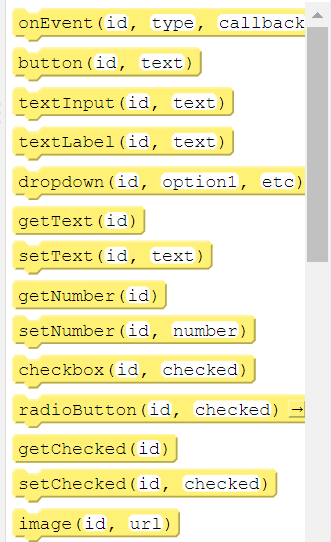 onEvent(id, type, callback
button(id, text)
textInput(id, text)
textLabel(id, text)
dropdown(id, option1, etc)
getText(id)
setText(id, text)
getNumber(id)
setNumber(id, number)
checkbox(id, checked)
radioButton(id, checked) →
getChecked(id)
setChecked(id, checked)
image(id, url)